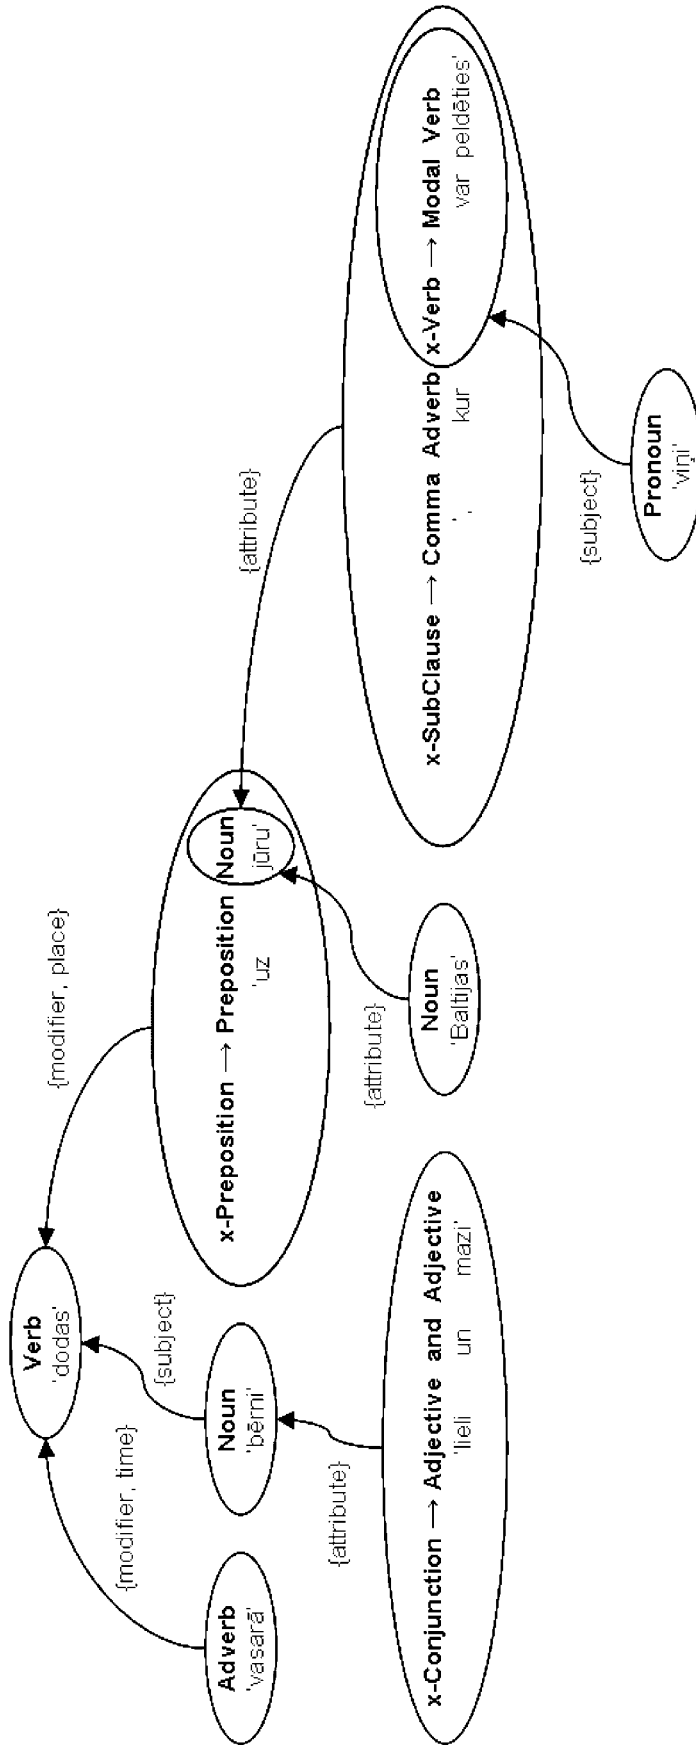 Verb
'dodas'
{modifier, time}
{subject}
{modifier, place}
Adverb
'vasarā'
Noun
'bērni'
x-Preposition → Preposition Noun
'uz jūru'
{attribute}
{attribute}
{attribute}
x-Conjunction → Adjective and Adjective
'lieli un mazi'
Noun
'Baltijas'
x-SubClause → Comma Adverb x-Verb → Modal Verb
', kur var peldēties'
{subject}
Pronoun
'viņi'